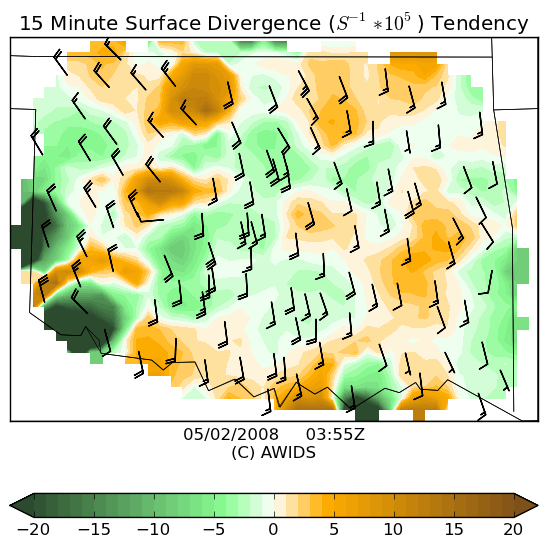 15 Minute Surface Divergence (S⁻¹ *10⁵ ) Tendency
05/02/2008 03:55Z
(C) AWIDS
−20 −15 −10 −5 0 5 10 15 20